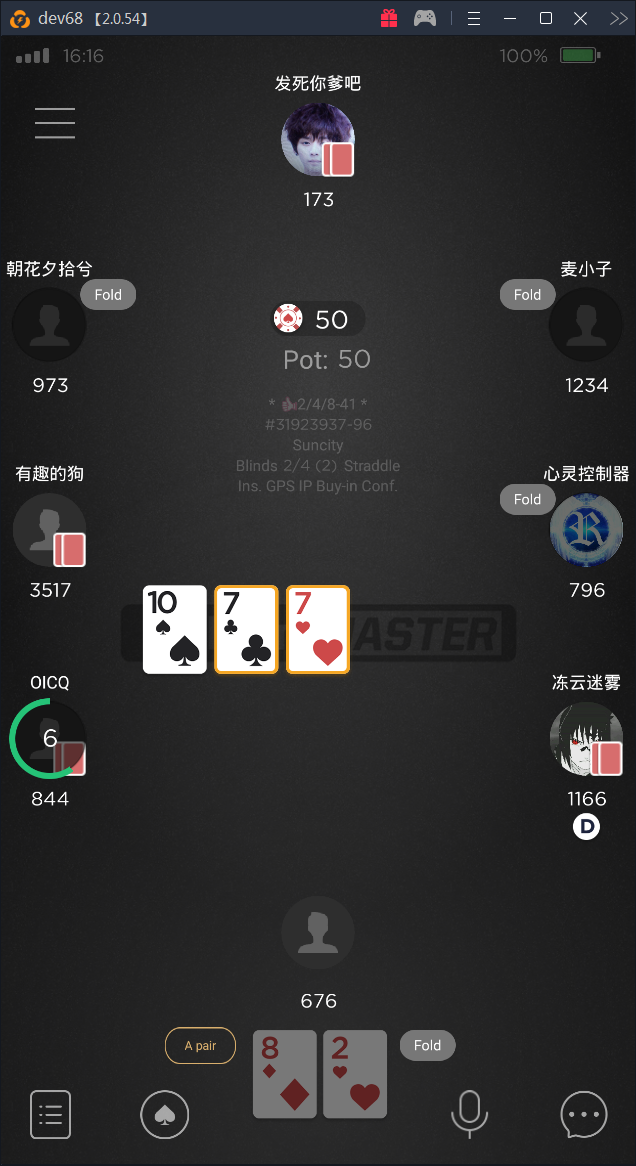 dev68 【2.0.54】
16:16 100%
发死你爹吧
173
朝花夕拾兮
Fold
973
麦小子
Fold
1234
50
Pot: 50
* 2/4/8-41 *
#31923937-96
Suncity
Blinds 2/4 (2) Straddle
Ins. GPS IP Buy-in Conf.
有趣的狗
3517
心灵控制器
Fold
R
796
10 7 7
ASTER
OICQ
6
844
冻云迷雾
1166
D
676
A pair
8 2
Fold